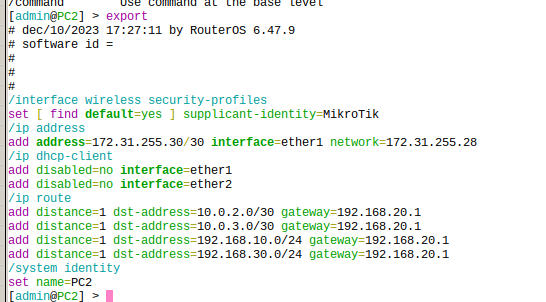 /command       Use command at the base level
[admin@PC2] > export
# dec/10/2023 17:27:11 by RouterOS 6.47.9
# software id =
#
#
#
/interface wireless security-profiles
set [ find default=yes ] supplicant-identity=MikroTik
/ip address
add address=172.31.255.30/30 interface=ether1 network=172.31.255.28
/ip dhcp-client
add disabled=no interface=ether1
add disabled=no interface=ether2
/ip route
add distance=1 dst-address=10.0.2.0/30 gateway=192.168.20.1
add distance=1 dst-address=10.0.3.0/30 gateway=192.168.20.1
add distance=1 dst-address=192.168.10.0/24 gateway=192.168.20.1
add distance=1 dst-address=192.168.30.0/24 gateway=192.168.20.1
/system identity
set name=PC2
[admin@PC2] >